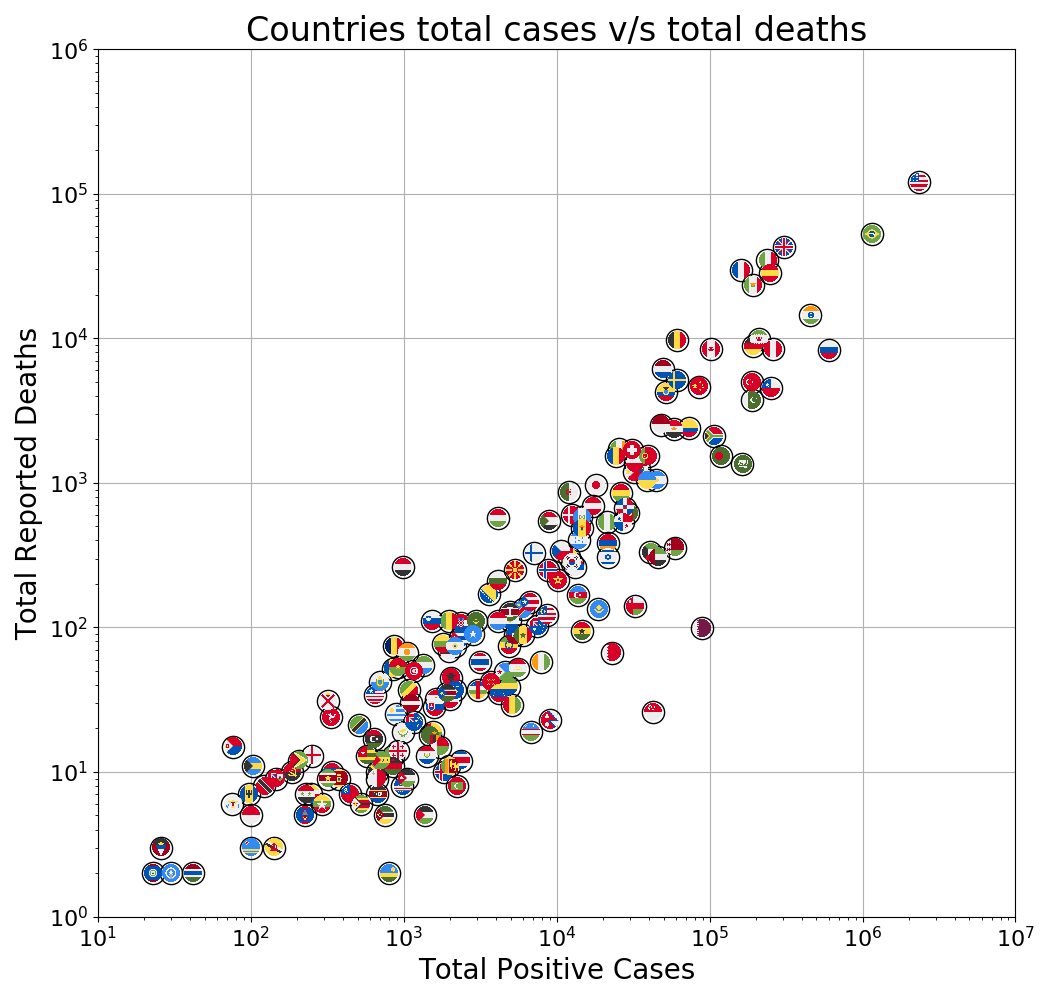 Countries total cases v/s total deaths
Total Reported Deaths
10⁶
10⁵
10⁴
10³
10²
10¹
10⁰
10¹ 10² 10³ 10⁴ 10⁵ 10⁶ 10⁷
Total Positive Cases